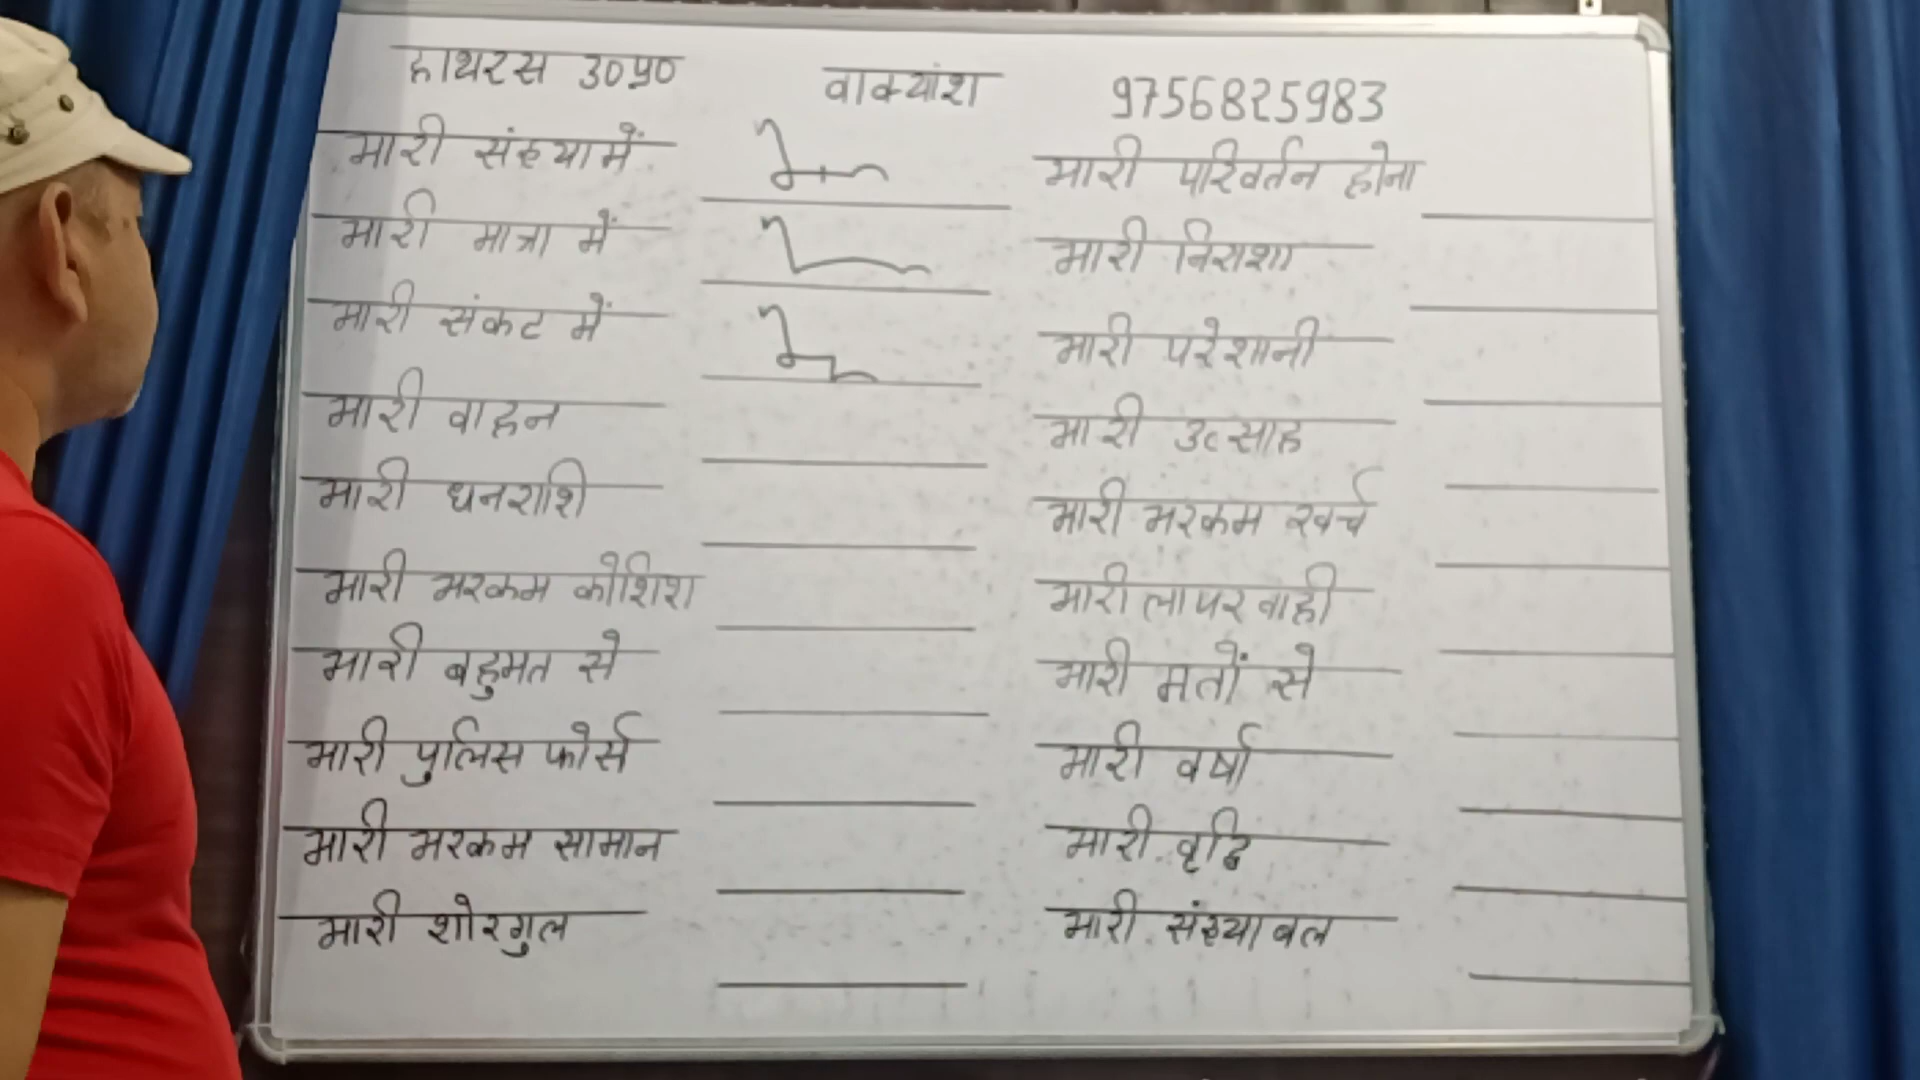 हाथरस उ०प्र० वाक्यांश 9756825983
भारी संख्या में
भारी मात्रा में
भारी संकट में
भारी वाहन
भारी धनराशि
भारी भरकम कोशिश
भारी बहुमत से
भारी पुलिस फोर्स
भारी भरकम सामान
भारी शोरगुल
भारी परिवर्तन होना
भारी निराशा
भारी परेशानी
भारी उत्साह
भारी भरकम खर्च
भारी लापरवाही
भारी मतों से
भारी वर्षा
भारी वृद्धि
भारी संख्या बल